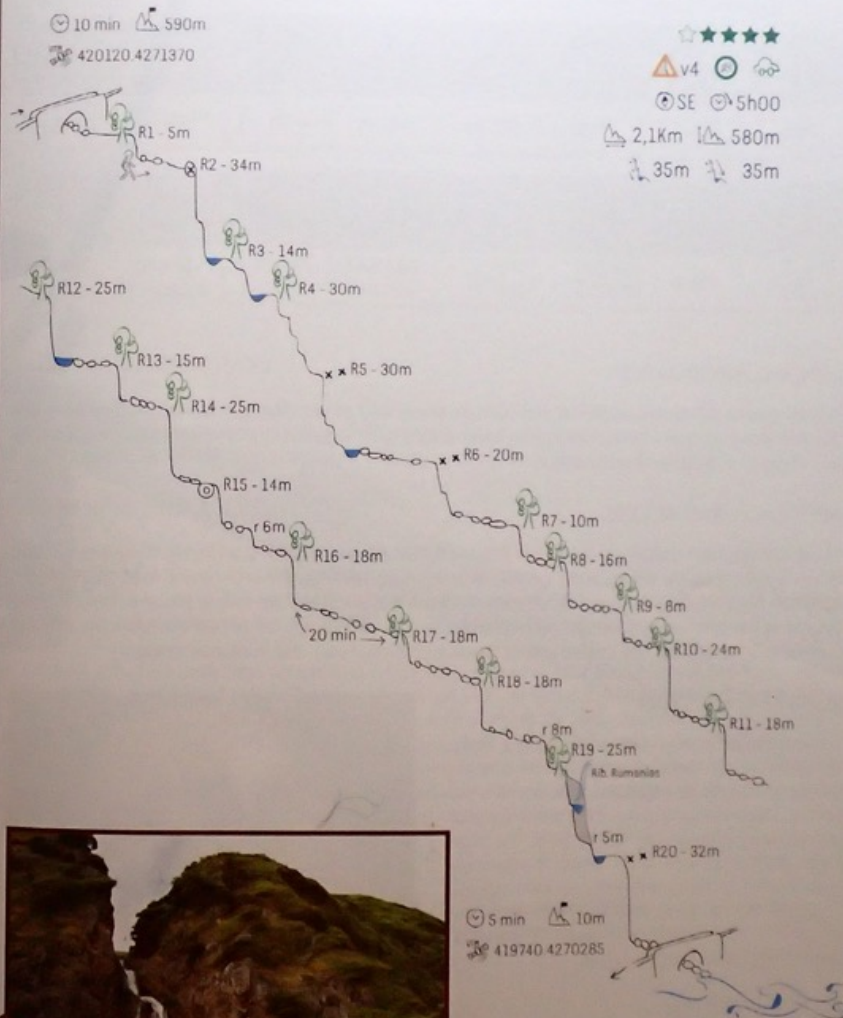 10 min 590m
420120.4271370
v4
SE 5h00
2,1Km 580m
35m 35m
R1 - 5m
R2 - 34m
R3 - 14m
R4 - 30m
R5 - 30m
R6 - 20m
R7 - 10m
R8 - 16m
R9 - 8m
R10 - 24m
R11 - 18m
R12 - 25m
R13 - 15m
R14 - 25m
R15 - 14m
r 6m
R16 - 18m
20 min
R17 - 18m
R18 - 18m
r 8m
R19 - 25m
Rib. Rumanias
r 5m
R20 - 32m
5 min 10m
419740 4270285